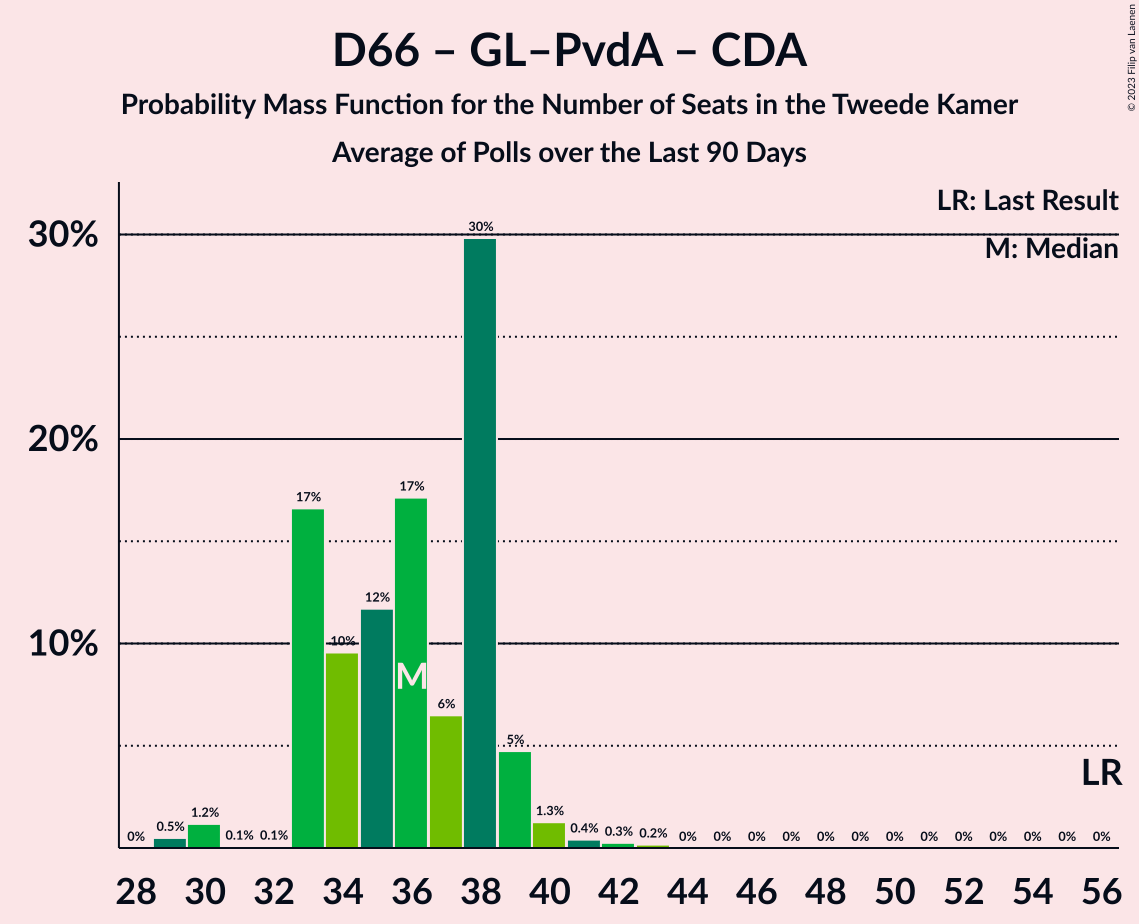 D66 – GL–PvdA – CDA
Probability Mass Function for the Number of Seats in the Tweede Kamer
Average of Polls over the Last 90 Days
© 2023 Filip van Laenen
LR: Last Result
M: Median
30%
20%
10%
0% 0.5% 1.2% 0.1% 0.1% 17% 10% 12% 17% 6% 30% 5% 1.3% 0.4% 0.3% 0.2% 0% 0% 0% 0% 0% 0% 0% 0% 0% 0% 0% 0% 0%
M
LR
28 30 32 34 36 38 40 42 44 46 48 50 52 54 56